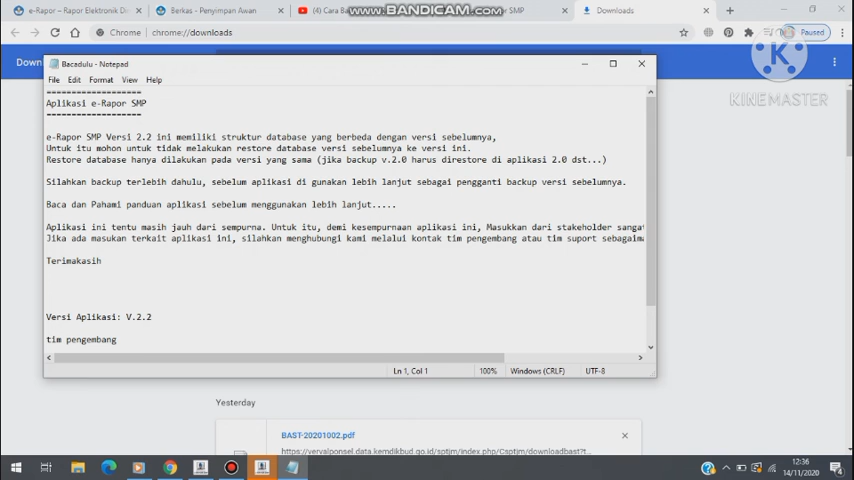 e-Rapor – Rapor Elektronik Di
Berkas - Penyimpan Awan
(4) Cara Ba
SMP
Downloads
WWW.BANDICAM.COM
Chrome | chrome://downloads
Paused
Down
K
KINEMASTER
Bacadulu - Notepad
File Edit Format View Help
====================
Aplikasi e-Rapor SMP
====================
e-Rapor SMP Versi 2.2 ini memiliki struktur database yang berbeda dengan versi sebelumnya,
Untuk itu mohon untuk tidak melakukan restore database versi sebelumnya ke versi ini.
Restore database hanya dilakukan pada versi yang sama (jika backup v.2.0 harus direstore di aplikasi 2.0 dst...)
Silahkan backup terlebih dahulu, sebelum aplikasi di gunakan lebih lanjut sebagai pengganti backup versi sebelumnya.
Baca dan Pahami panduan aplikasi sebelum menggunakan lebih lanjut.....
Aplikasi ini tentu masih jauh dari sempurna. Untuk itu, demi kesempurnaan aplikasi ini, Masukkan dari stakeholder sangat
Jika ada masukan terkait aplikasi ini, silahkan menghubungi kami melalui kontak tim pengembang atau tim suport sebagaima
Terimakasih
Versi Aplikasi: V.2.2
tim pengembang
Ln 1, Col 1 100% Windows (CRLF) UTF-8
Yesterday
BAST-20201002.pdf
https://vervalponsel.data.kemdikbud.go.id/sptjm/index.php/Csptjm/downloadbast?t...
12:36
14/11/2020
4